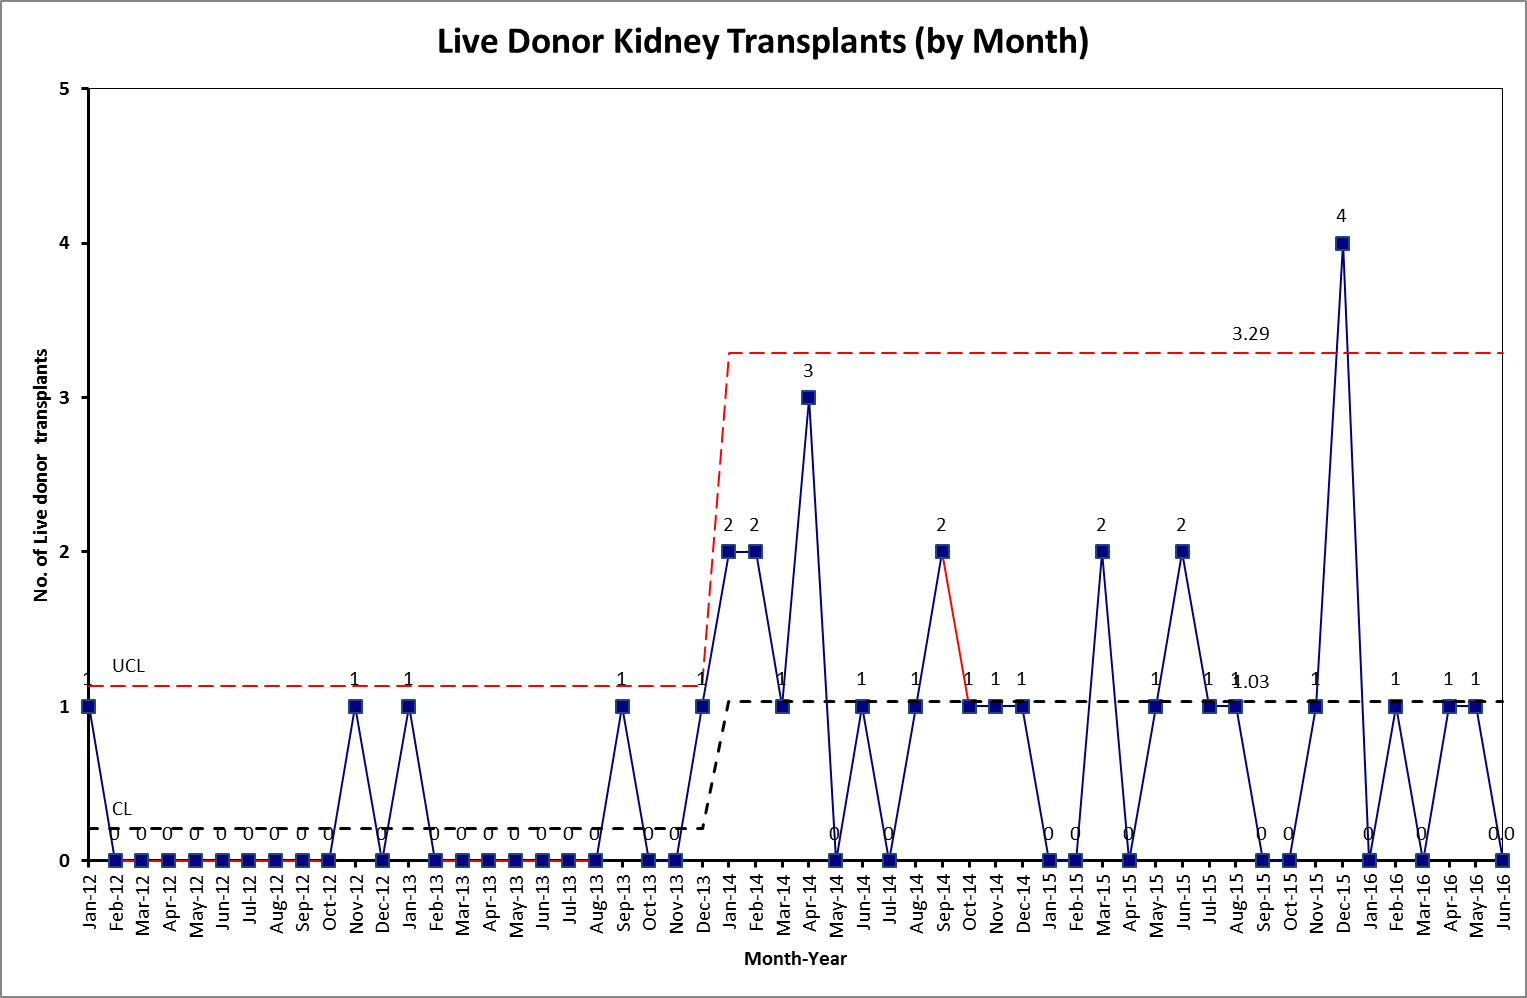 Live Donor Kidney Transplants (by Month)
5
4
3
2
1
0
No. of Live donor transplants
UCL
CL
3.29
1.03
1
0
0
0
0
0
0
0
0
0
1
0
1
0
0
0
0
0
0
0
1
0
0
1
2
2
1
3
0
1
0
1
2
1
1
1
0
0
2
0
1
2
1
1
0
0
1
4
0
1
0
1
1
0.0
Jan-12
Feb-12
Mar-12
Apr-12
May-12
Jun-12
Jul-12
Aug-12
Sep-12
Oct-12
Nov-12
Dec-12
Jan-13
Feb-13
Mar-13
Apr-13
May-13
Jun-13
Jul-13
Aug-13
Sep-13
Oct-13
Nov-13
Dec-13
Jan-14
Feb-14
Mar-14
Apr-14
May-14
Jun-14
Jul-14
Aug-14
Sep-14
Oct-14
Nov-14
Dec-14
Jan-15
Feb-15
Mar-15
Apr-15
May-15
Jun-15
Jul-15
Aug-15
Sep-15
Oct-15
Nov-15
Dec-15
Jan-16
Feb-16
Mar-16
Apr-16
May-16
Jun-16
Month-Year